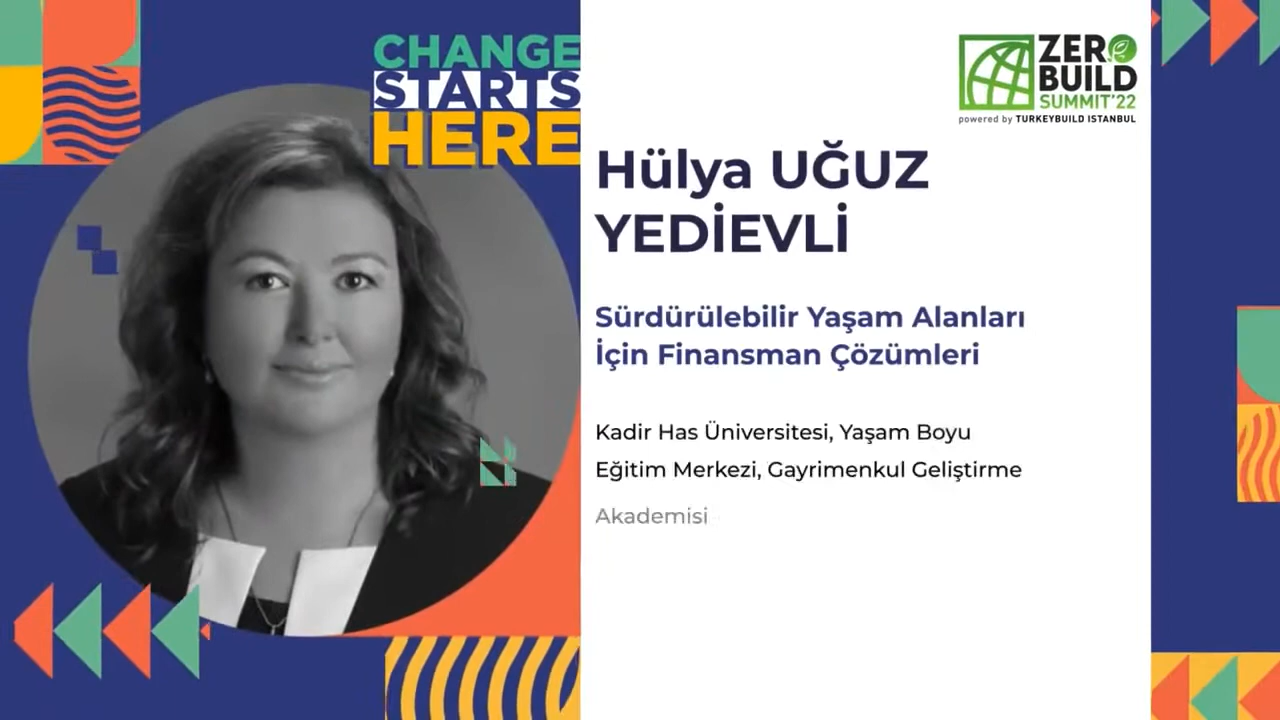 CHANGE
STARTS
HERE
ZERO
BUILD
SUMMIT'22
powered by TURKEYBUILD ISTANBUL
Hülya UĞUZ
YEDİEVLİ
Sürdürülebilir Yaşam Alanları
İçin Finansman Çözümleri
Kadir Has Üniversitesi, Yaşam Boyu
Eğitim Merkezi, Gayrimenkul Geliştirme
Akademisi